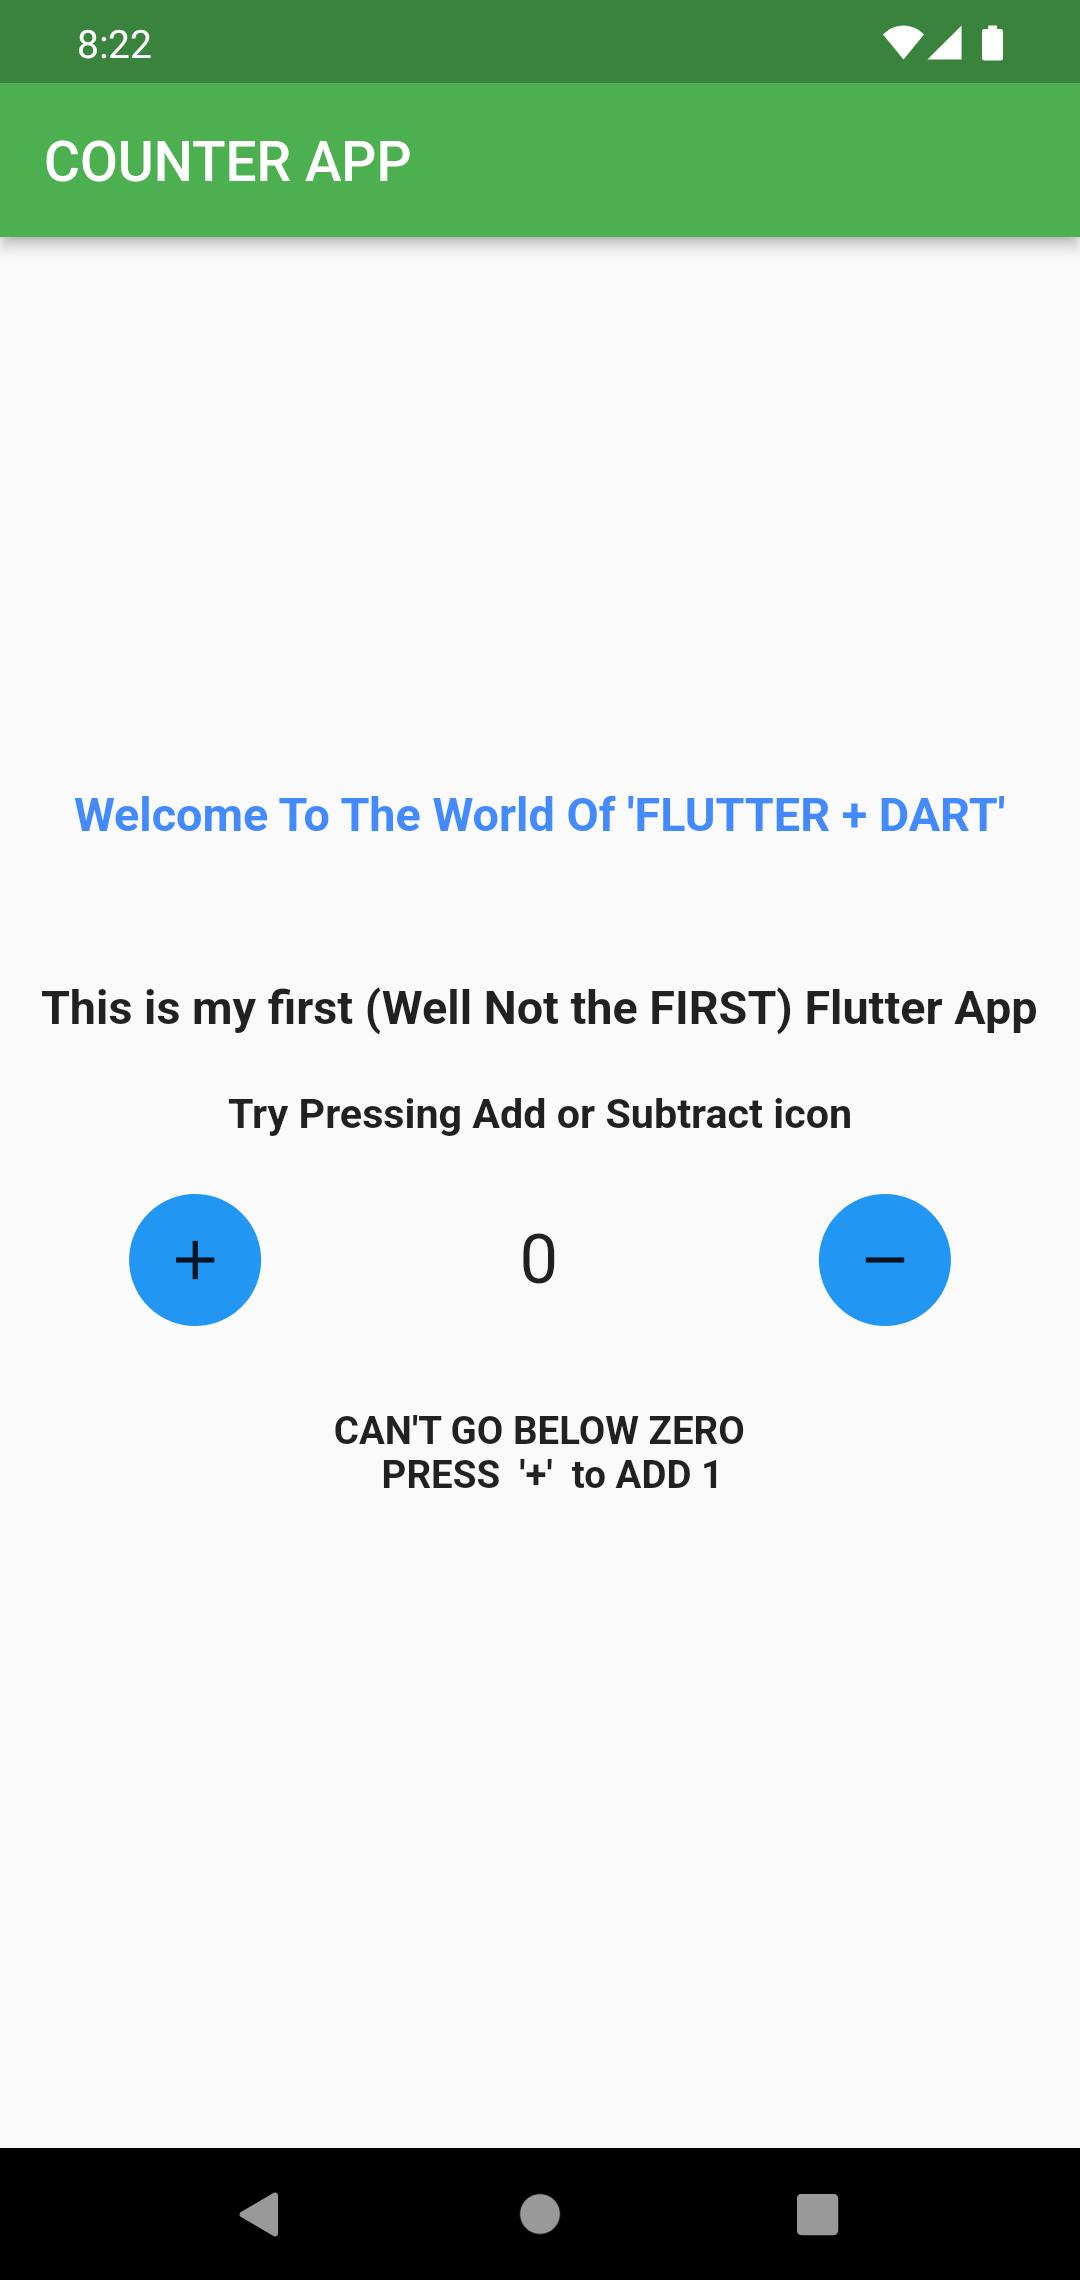 8:22
COUNTER APP
Welcome To The World Of 'FLUTTER + DART'
This is my first (Well Not the FIRST) Flutter App
Try Pressing Add or Subtract icon
+ 0 −
CAN'T GO BELOW ZERO
PRESS '+' to ADD 1